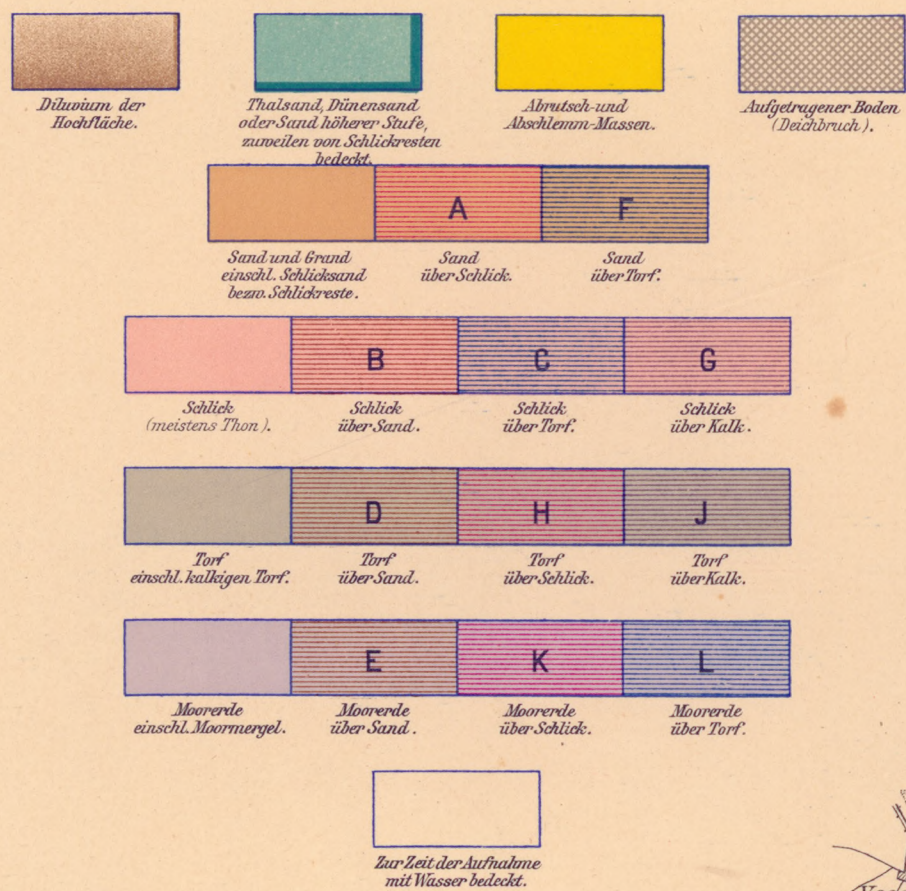 Diluvium der
Hochfläche.
Thalsand, Dünensand
oder Sand höherer Stufe,
zuweilen von Schlickresten
bedeckt.
Abrutsch- und
Abschlemm-Massen.
Aufgetragener Boden
(Deichbruch).
A
F
Sand und Grand
einschl. Schlicksand
bezw. Schlickreste.
Sand
über Schlick.
Sand
über Torf.
B
C
G
Schlick
(meistens Thon).
Schlick
über Sand.
Schlick
über Torf.
Schlick
über Kalk.
D
H
J
Torf
einschl. kalkigen Torf.
Torf
über Sand.
Torf
über Schlick.
Torf
über Kalk.
E
K
L
Moorerde
einschl. Moormergel.
Moorerde
über Sand.
Moorerde
über Schlick.
Moorerde
über Torf.
Zur Zeit der Aufnahme
mit Wasser bedeckt.